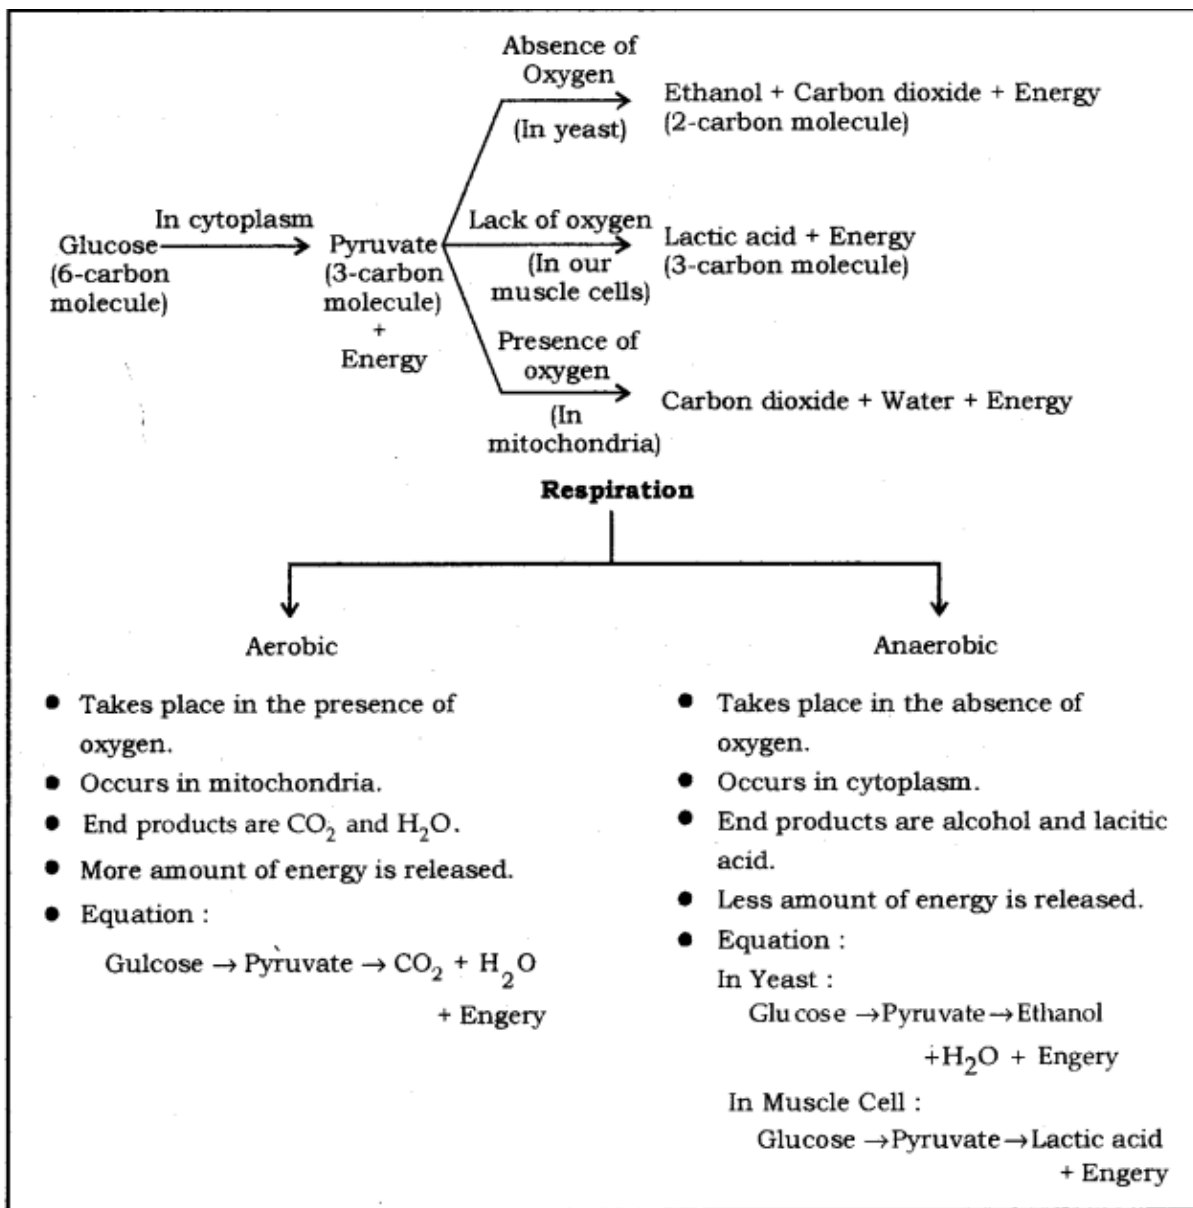 Absence of
Oxygen
Ethanol + Carbon dioxide + Energy
(In yeast)
(2-carbon molecule)
In cytoplasm
Lack of oxygen
Glucose
Pyruvate
Lactic acid + Energy
(6-carbon
molecule)
(3-carbon
molecule)
+
Energy
(In our
muscle cells)
(3-carbon molecule)
Presence of
oxygen
Carbon dioxide + Water + Energy
(In
mitochondria)
Respiration
Aerobic
● Takes place in the presence of
oxygen.
● Occurs in mitochondria.
● End products are CO₂ and H₂O.
● More amount of energy is released.
● Equation :
Gulcose → Pyruvate → CO₂ + H₂O
+ Engery
Anaerobic
● Takes place in the absence of
oxygen.
● Occurs in cytoplasm.
● End products are alcohol and lacitic
acid.
● Less amount of energy is released.
● Equation :
In Yeast :
Glucose →Pyruvate→Ethanol
+H₂O + Engery
In Muscle Cell :
Glucose →Pyruvate→Lactic acid
+ Engery